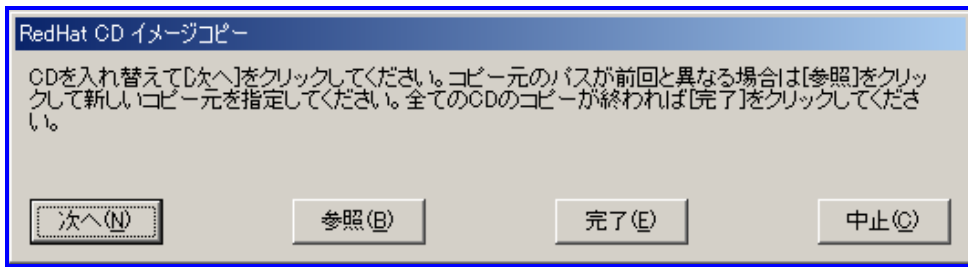 RedHat CD イメージコピー
CDを入れ替えて[次へ]をクリックしてください。コピー元のパスが前回と異なる場合は[参照]をクリッ
クして新しいコピー元を指定してください。全てのCDのコピーが終われば[完了]をクリックしてくださ
い。
次へ(N) 参照(B) 完了(E) 中止(C)